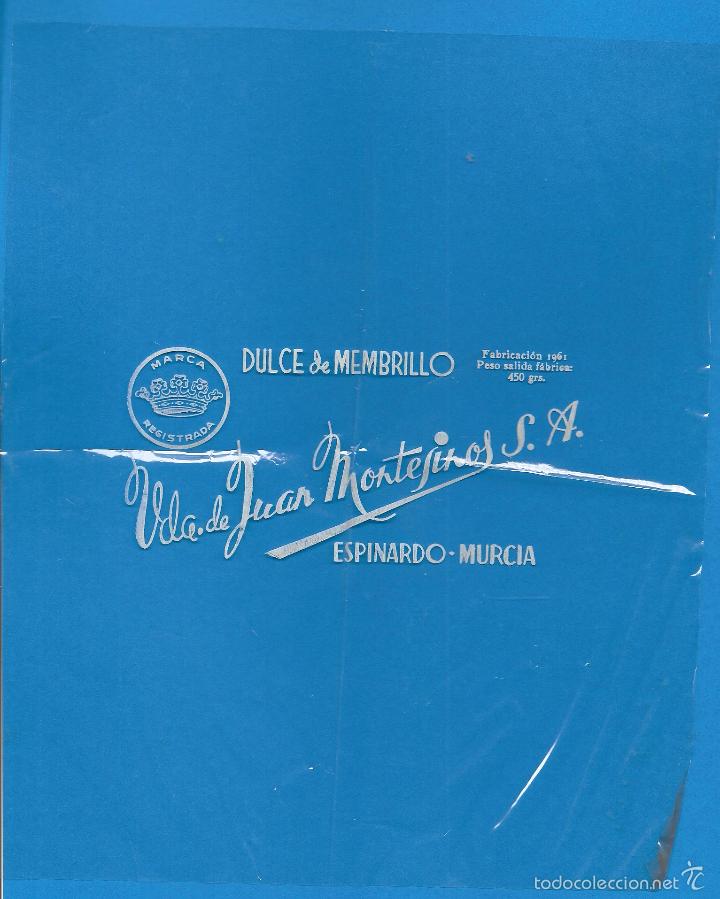 MARCA
REGISTRADA
DULCE de MEMBRILLO
Fabricación 1961
Peso salida fábrica:
450 grs.
Vda. de Juan Montesinos S. A.
ESPINARDO - MURCIA
todocoleccion.net